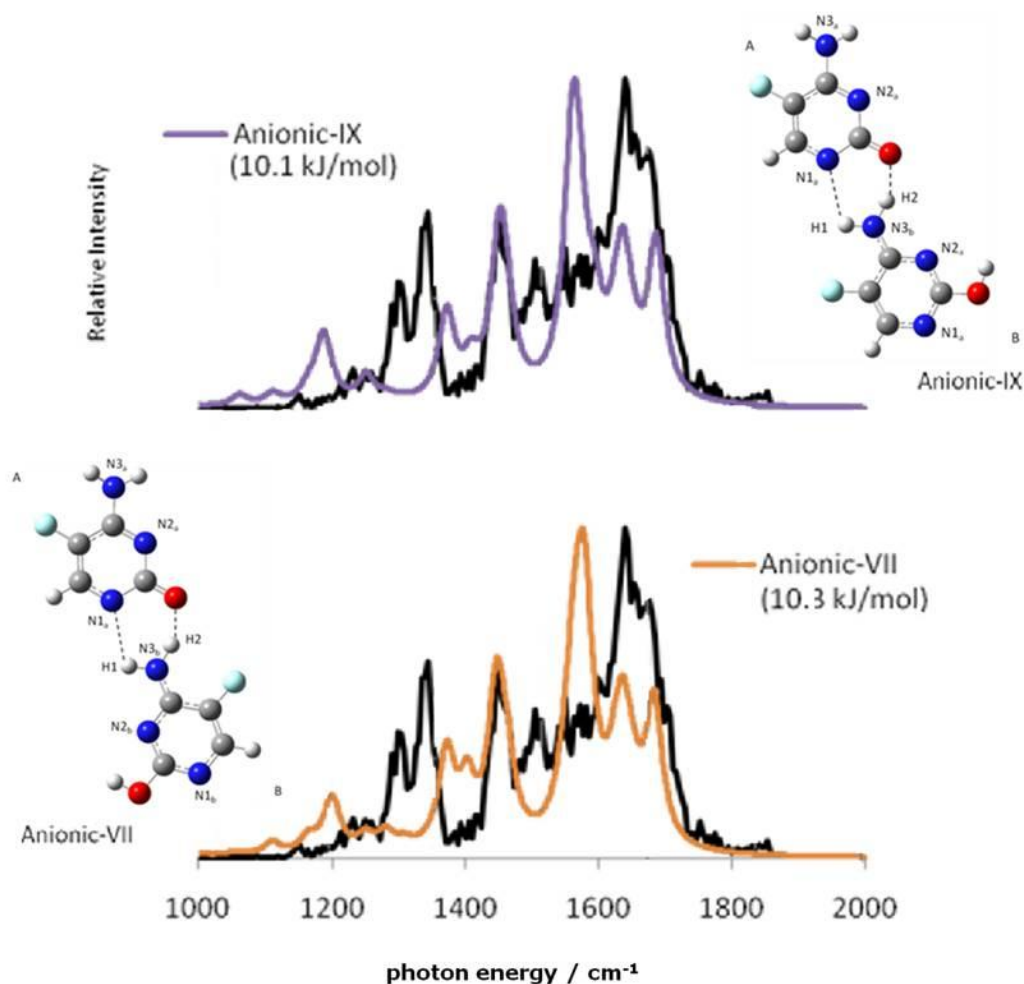 N3a
A
N2a
Anionic-IX
(10.1 kJ/mol)
N1a
H2
H1
N3b
N2a
N1a
B
Anionic-IX
Relative Intensity
N3a
A
N2a
Anionic-VII
(10.3 kJ/mol)
N1a
H2
N3b
H1
N2b
N1b
B
Anionic-VII
1000 1200 1400 1600 1800 2000
photon energy / cm⁻¹